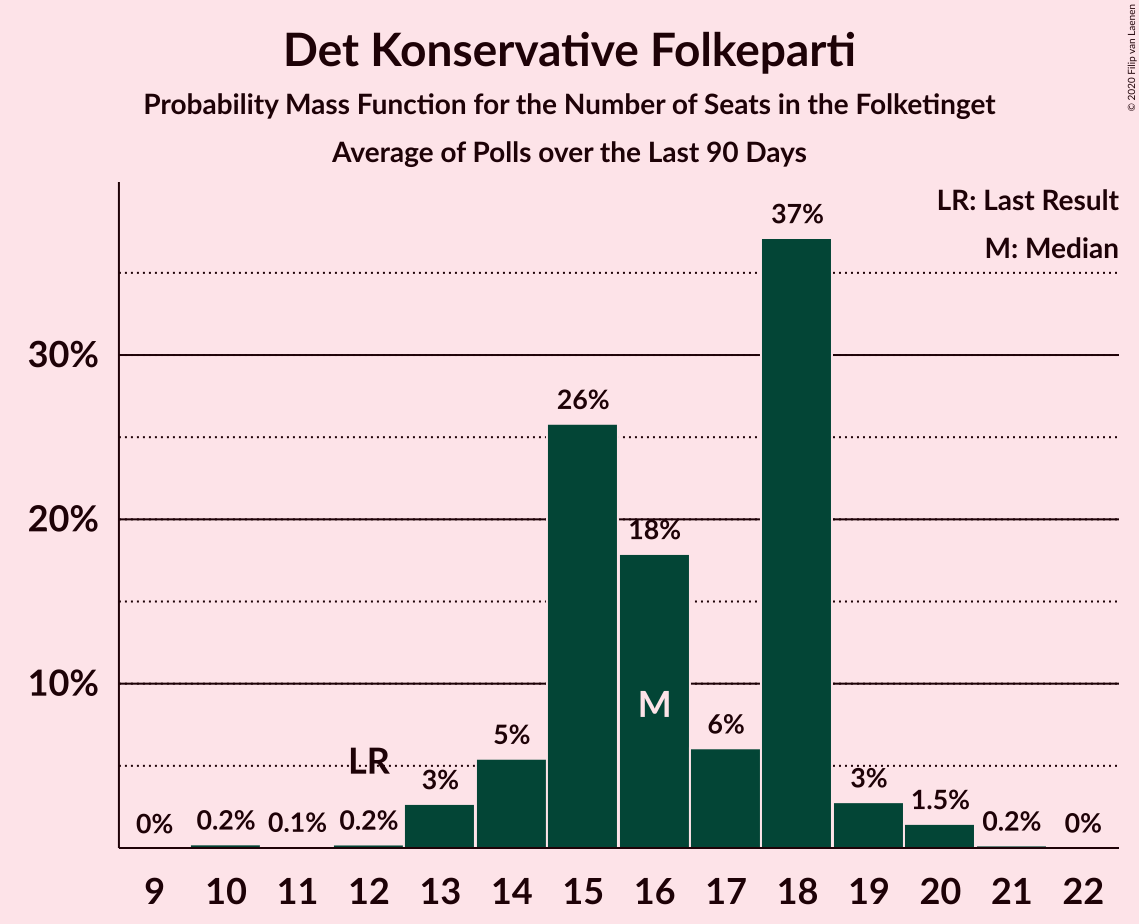 Det Konservative Folkeparti
Probability Mass Function for the Number of Seats in the Folketinget
Average of Polls over the Last 90 Days
© 2020 Filip van Laenen
LR: Last Result
M: Median
37%
30%
26%
20%
18%
10%
M
6%
5%
LR
3%
3%
1.5%
0%
0.2%
0.1%
0.2%
0.2%
0%
9 10 11 12 13 14 15 16 17 18 19 20 21 22